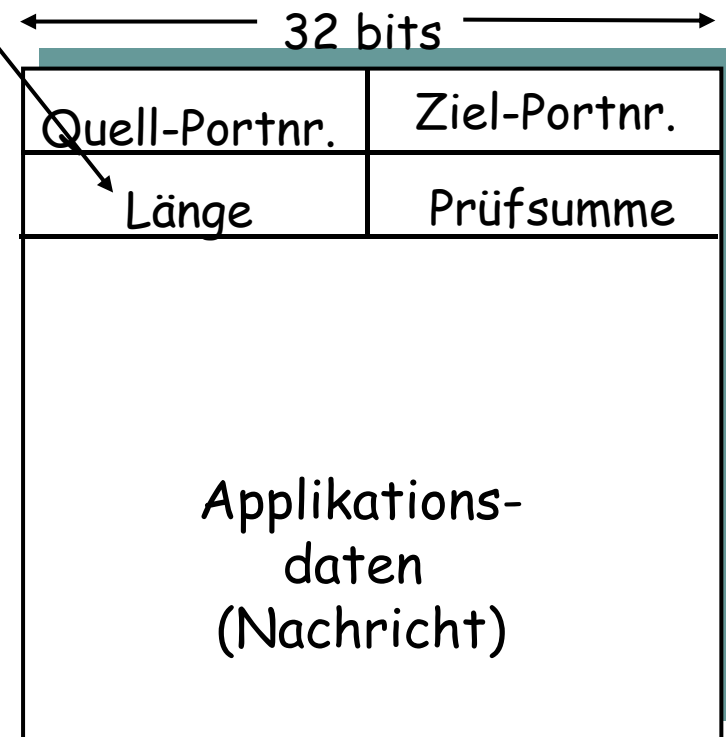 32 bits
Quell-Portnr. Ziel-Portnr.
Länge Prüfsumme
Applikations-
daten
(Nachricht)